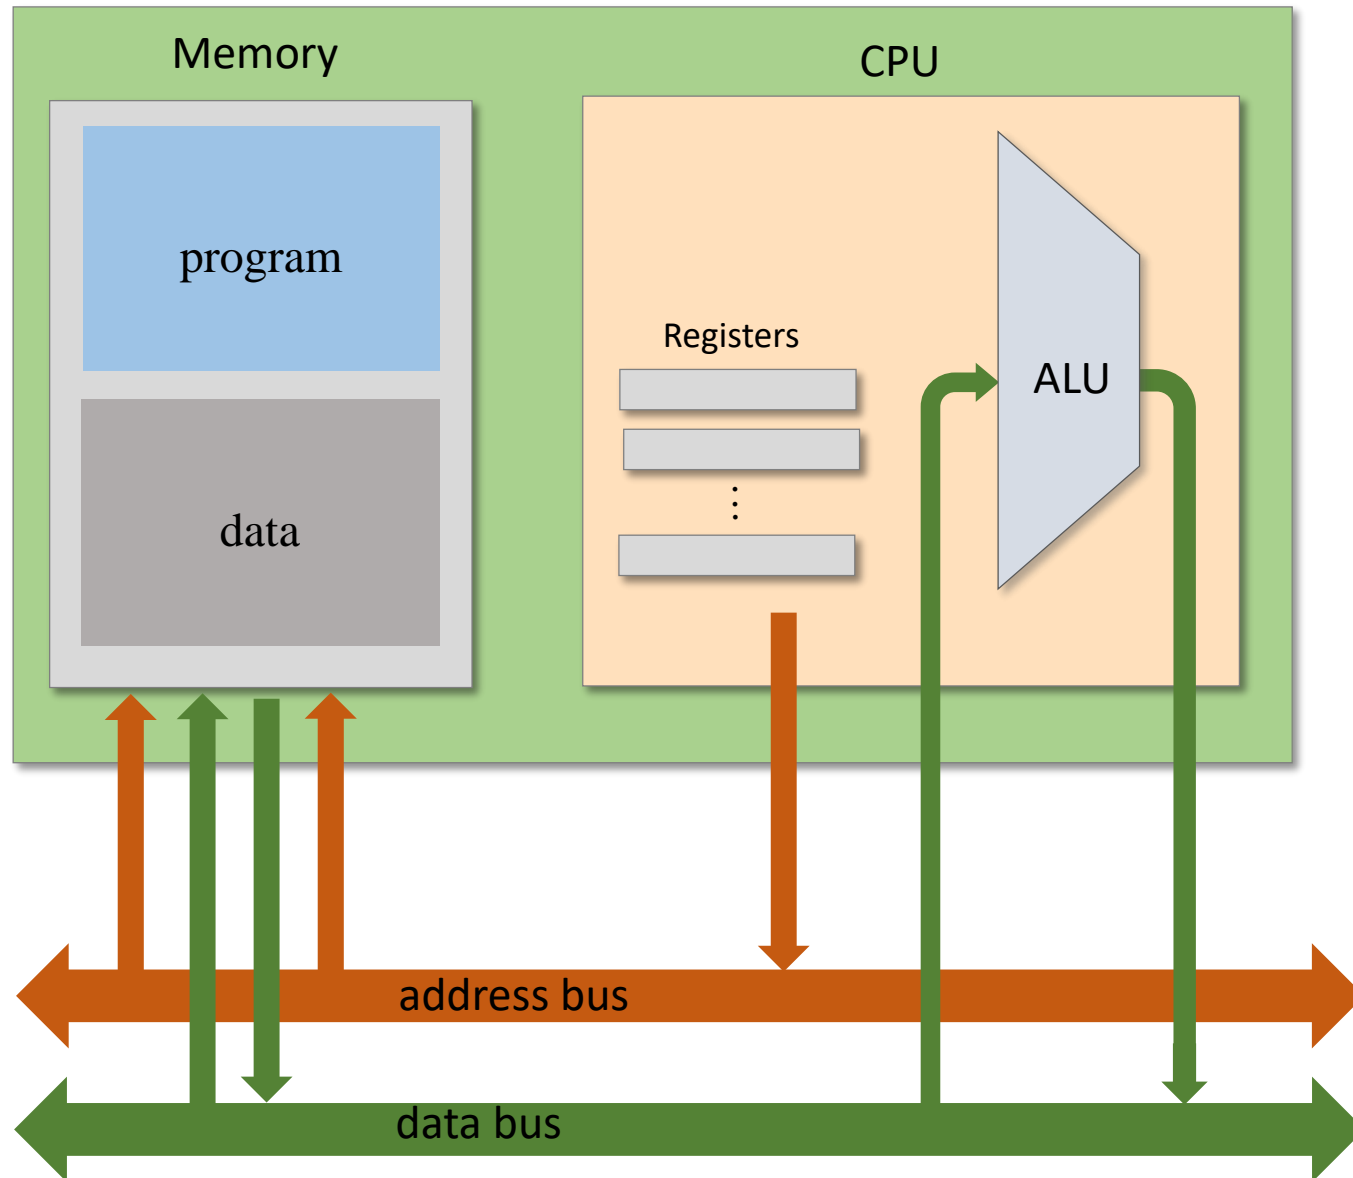 Memory
CPU
program
data
Registers
⋮
ALU
address bus
data bus